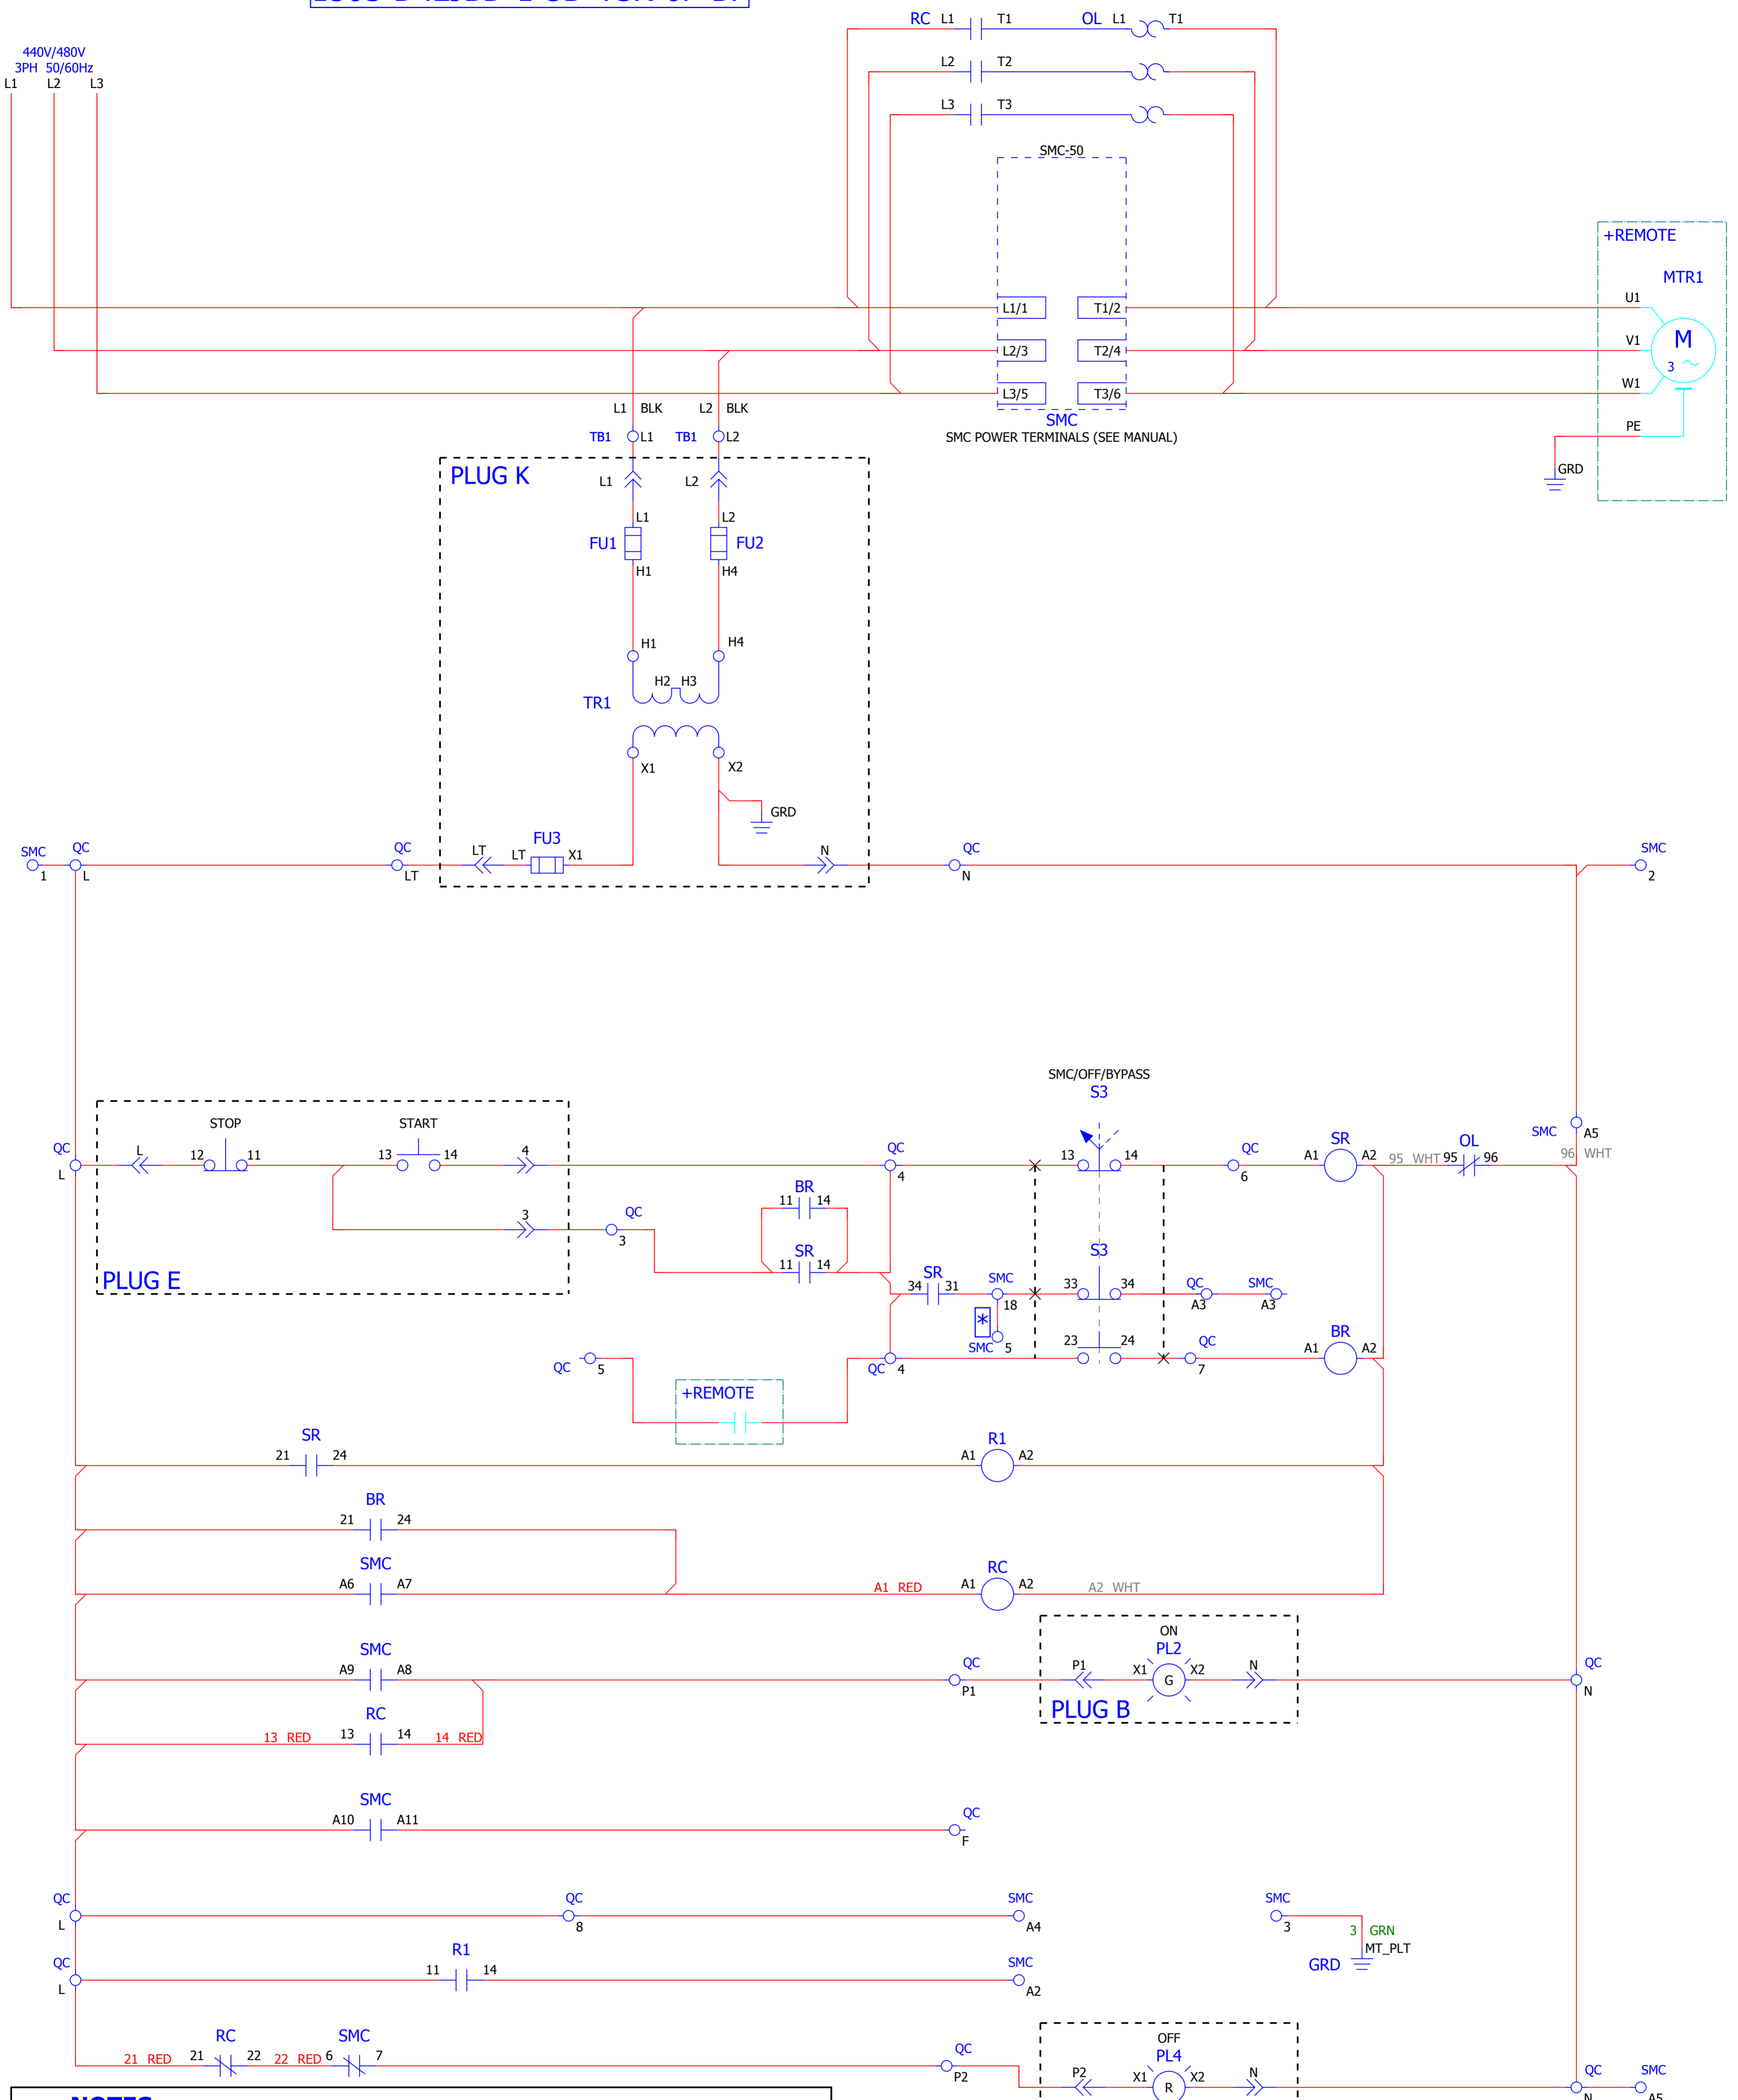 RC L1 T1 OL L1 T1
440V/480V
3PH 50/60Hz
L1 L2 L3
L2 T2
L3 T3
SMC-50
+REMOTE
MTR1
L1/1 T1/2 U1
L2/3 T2/4 V1 M
3
L3/5 T3/6 W1
L1 BLK L2 BLK
SMC
PE
TB1 L1 TB1 L2
SMC POWER TERMINALS (SEE MANUAL)
PLUG K
L1 L2
GRD
L1 L2
FU1 FU2
H1 H4
H1 H4
H2 H3
TR1
X1 X2
GRD
FU3
SMC QC QC LT LT X1 N QC SMC
1 L LT N 2
SMC/OFF/BYPASS
S3
STOP START
SMC A5
QC L 12 11 13 14 4 QC 13 14 QC SR OL
L 4 6 A1 A2 95 WHT 95 96 96 WHT
BR
11 14
3 QC
3
SR
11 14
S3
PLUG E
SR
34 31 SMC 33 34 QC SMC
18 A3 A3
*
SMC 5 23 24 QC BR
A1 A2
QC 5 QC 4 7
+REMOTE
SR
21 24
R1
A1 A2
BR
21 24
SMC
A6 A7
RC
A1 RED A1 A2 A2 WHT
ON
SMC
A9 A8
QC
P1
PL2
P1 X1 G X2 N
QC
N
PLUG B
RC
13 RED 13 14 14 RED
SMC
A10 A11
QC
F
QC QC SMC SMC
L 8 A4 3
3 GRN
MT_PLT
GRD
QC R1 SMC
L 11 14 A2
OFF
RC SMC
21 RED 21 22 22 RED 6 7
QC
P2
PL4
P2 X1 R X2 N
QC SMC
N A5